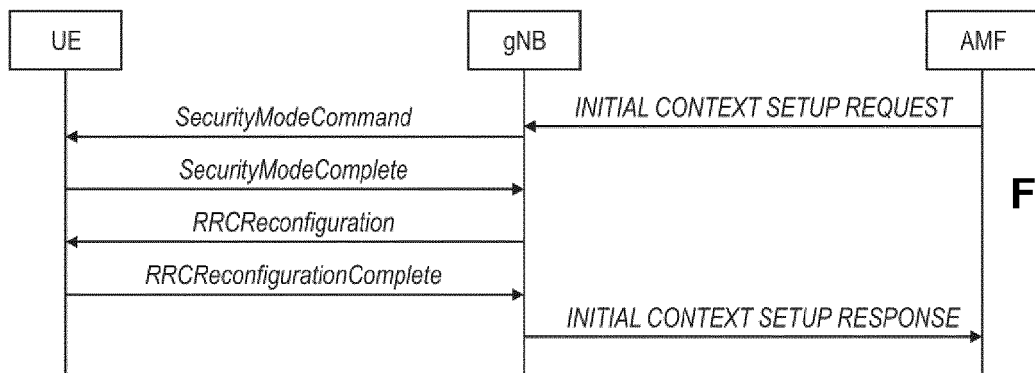 UE
gNB
AMF
INITIAL CONTEXT SETUP REQUEST
SecurityModeCommand
SecurityModeComplete
F
RRCReconfiguration
RRCReconfigurationComplete
INITIAL CONTEXT SETUP RESPONSE